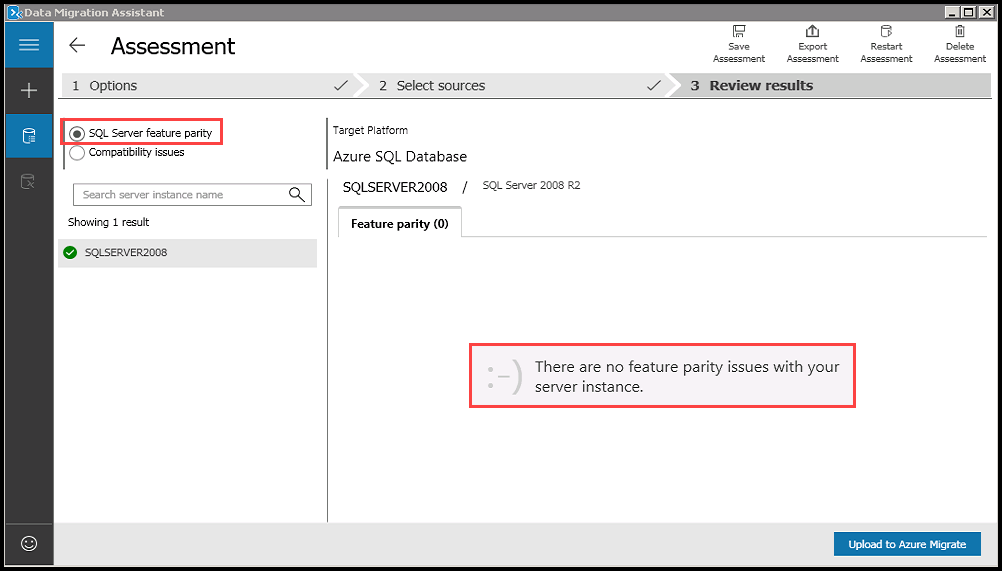 Data Migration Assistant
Assessment
Save
Assessment
Export
Assessment
Restart
Assessment
Delete
Assessment
1 Options
2 Select sources
3 Review results
SQL Server feature parity
Compatibility issues
Search server instance name
Showing 1 result
SQLSERVER2008
Target Platform
Azure SQL Database
SQLSERVER2008 / SQL Server 2008 R2
Feature parity (0)
:-)
There are no feature parity issues with your
server instance.
Upload to Azure Migrate